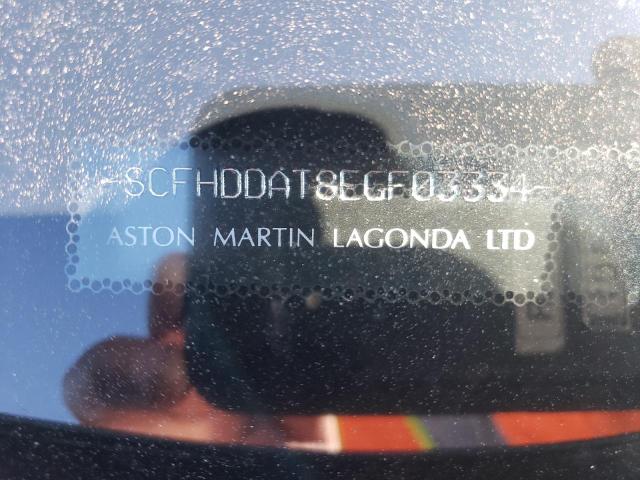 -SCFHDDAT8EGF03334-
ASTON MARTIN LAGONDA LTD